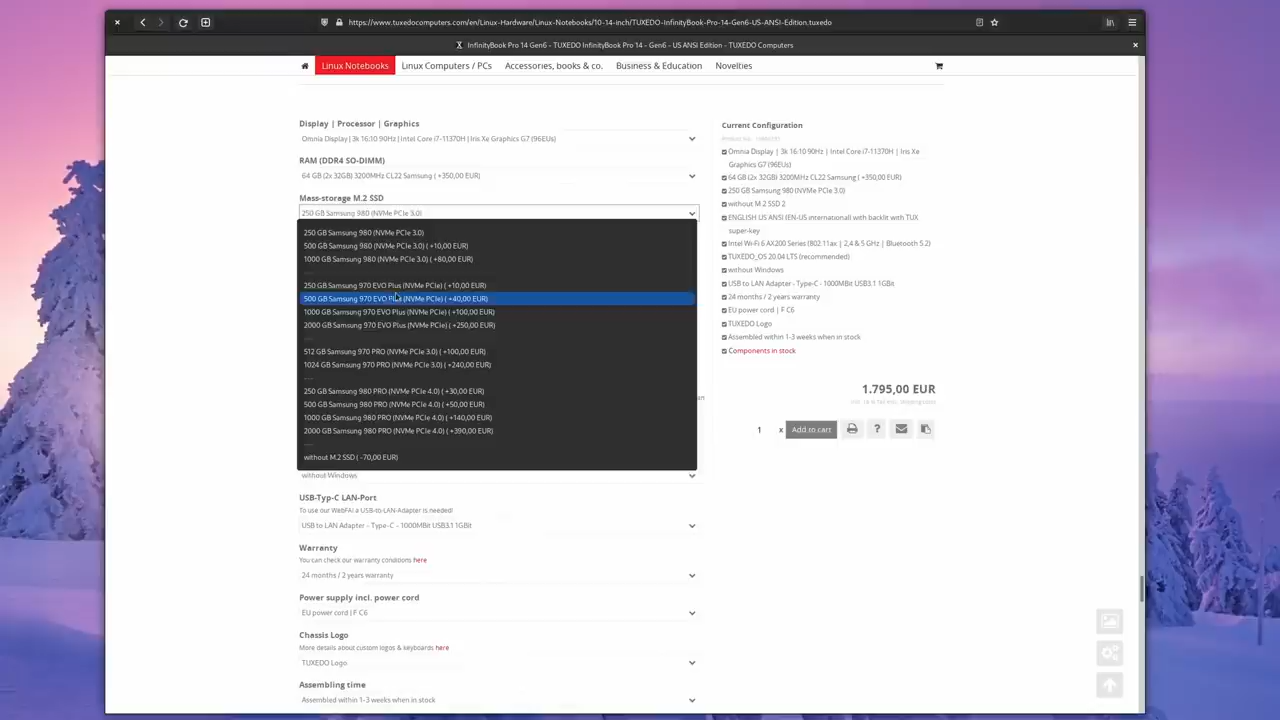 https://www.tuxedocomputers.com/en/Linux-Hardware/Linux-Notebooks/10-14-inch/TUXEDO-InfinityBook-Pro-14-Gen6-US-ANSI-Edition.tuxedo
InfinityBook Pro 14 Gen6 - TUXEDO InfinityBook Pro 14 - Gen6 - US ANSI Edition - TUXEDO Computers
Linux Notebooks
Linux Computers / PCs
Accessories, books & co.
Business & Education
Novelties
Display | Processor | Graphics
Omnia Display | 3k 16:10 90Hz | Intel Core i7-11370H | Iris Xe Graphics G7 (96EUs)
RAM (DDR4 SO-DIMM)
64 GB (2x 32GB) 3200MHz CL22 Samsung ( +350,00 EUR)
Mass-storage M.2 SSD
250 GB Samsung 980 (NVMe PCIe 3.0)
250 GB Samsung 980 (NVMe PCIe 3.0)
500 GB Samsung 980 (NVMe PCIe 3.0) ( +10,00 EUR)
1000 GB Samsung 980 (NVMe PCIe 3.0) ( +80,00 EUR)
----
250 GB Samsung 970 EVO Plus (NVMe PCIe) ( +10,00 EUR)
500 GB Samsung 970 EVO Plus (NVMe PCIe) ( +40,00 EUR)
1000 GB Samsung 970 EVO Plus (NVMe PCIe) ( +100,00 EUR)
2000 GB Samsung 970 EVO Plus (NVMe PCIe) ( +250,00 EUR)
----
512 GB Samsung 970 PRO (NVMe PCIe 3.0) ( +100,00 EUR)
1024 GB Samsung 970 PRO (NVMe PCIe 3.0) ( +240,00 EUR)
----
250 GB Samsung 980 PRO (NVMe PCIe 4.0) ( +30,00 EUR)
500 GB Samsung 980 PRO (NVMe PCIe 4.0) ( +50,00 EUR)
1000 GB Samsung 980 PRO (NVMe PCIe 4.0) ( +140,00 EUR)
2000 GB Samsung 980 PRO (NVMe PCIe 4.0) ( +390,00 EUR)
----
without M.2 SSD ( -70,00 EUR)
without Windows
USB-Typ-C LAN-Port
To use our WebFAI a USB-to-LAN-Adapter is needed!
USB to LAN Adapter - Type-C - 1000MBit USB3.1 1GBit
Warranty
You can check our warranty conditions here
24 months / 2 years warranty
Power supply incl. power cord
EU power cord | F C6
Chassis Logo
More details about custom logos & keyboards here
TUXEDO Logo
Assembling time
Assembled within 1-3 weeks when in stock
Current Configuration
Omnia Display | 3k 16:10 90Hz | Intel Core i7-11370H | Iris Xe
Graphics G7 (96EUs)
64 GB (2x 32GB) 3200MHz CL22 Samsung ( +350,00 EUR)
250 GB Samsung 980 (NVMe PCIe 3.0)
without M.2 SSD 2
ENGLISH US ANSI (EN-US international) with backlit with TUX
super-key
Intel Wi-Fi 6 AX200 Series (802.11ax | 2,4 & 5 GHz | Bluetooth 5.2)
TUXEDO_OS 20.04 LTS (recommended)
without Windows
USB to LAN Adapter - Type-C - 1000MBit USB3.1 1GBit
24 months / 2 years warranty
EU power cord | F C6
TUXEDO Logo
Assembled within 1-3 weeks when in stock
Components in stock
1.795,00 EUR
1 x Add to cart
?